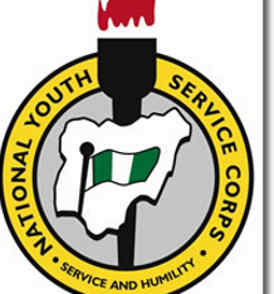 NATIONAL YOUTH SERVICE CORPS
• SERVICE AND HUMILITY •